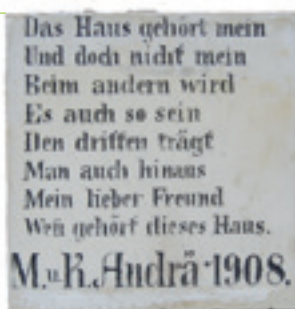 Das Haus gehört mein
Und doch nicht mein
Beim andern wird
Es auch so sein
Den dritten trägt
Man auch hinaus
Mein lieber Freund
Wem gehört dieses Haus.
M. u. K. Andrä 1908.